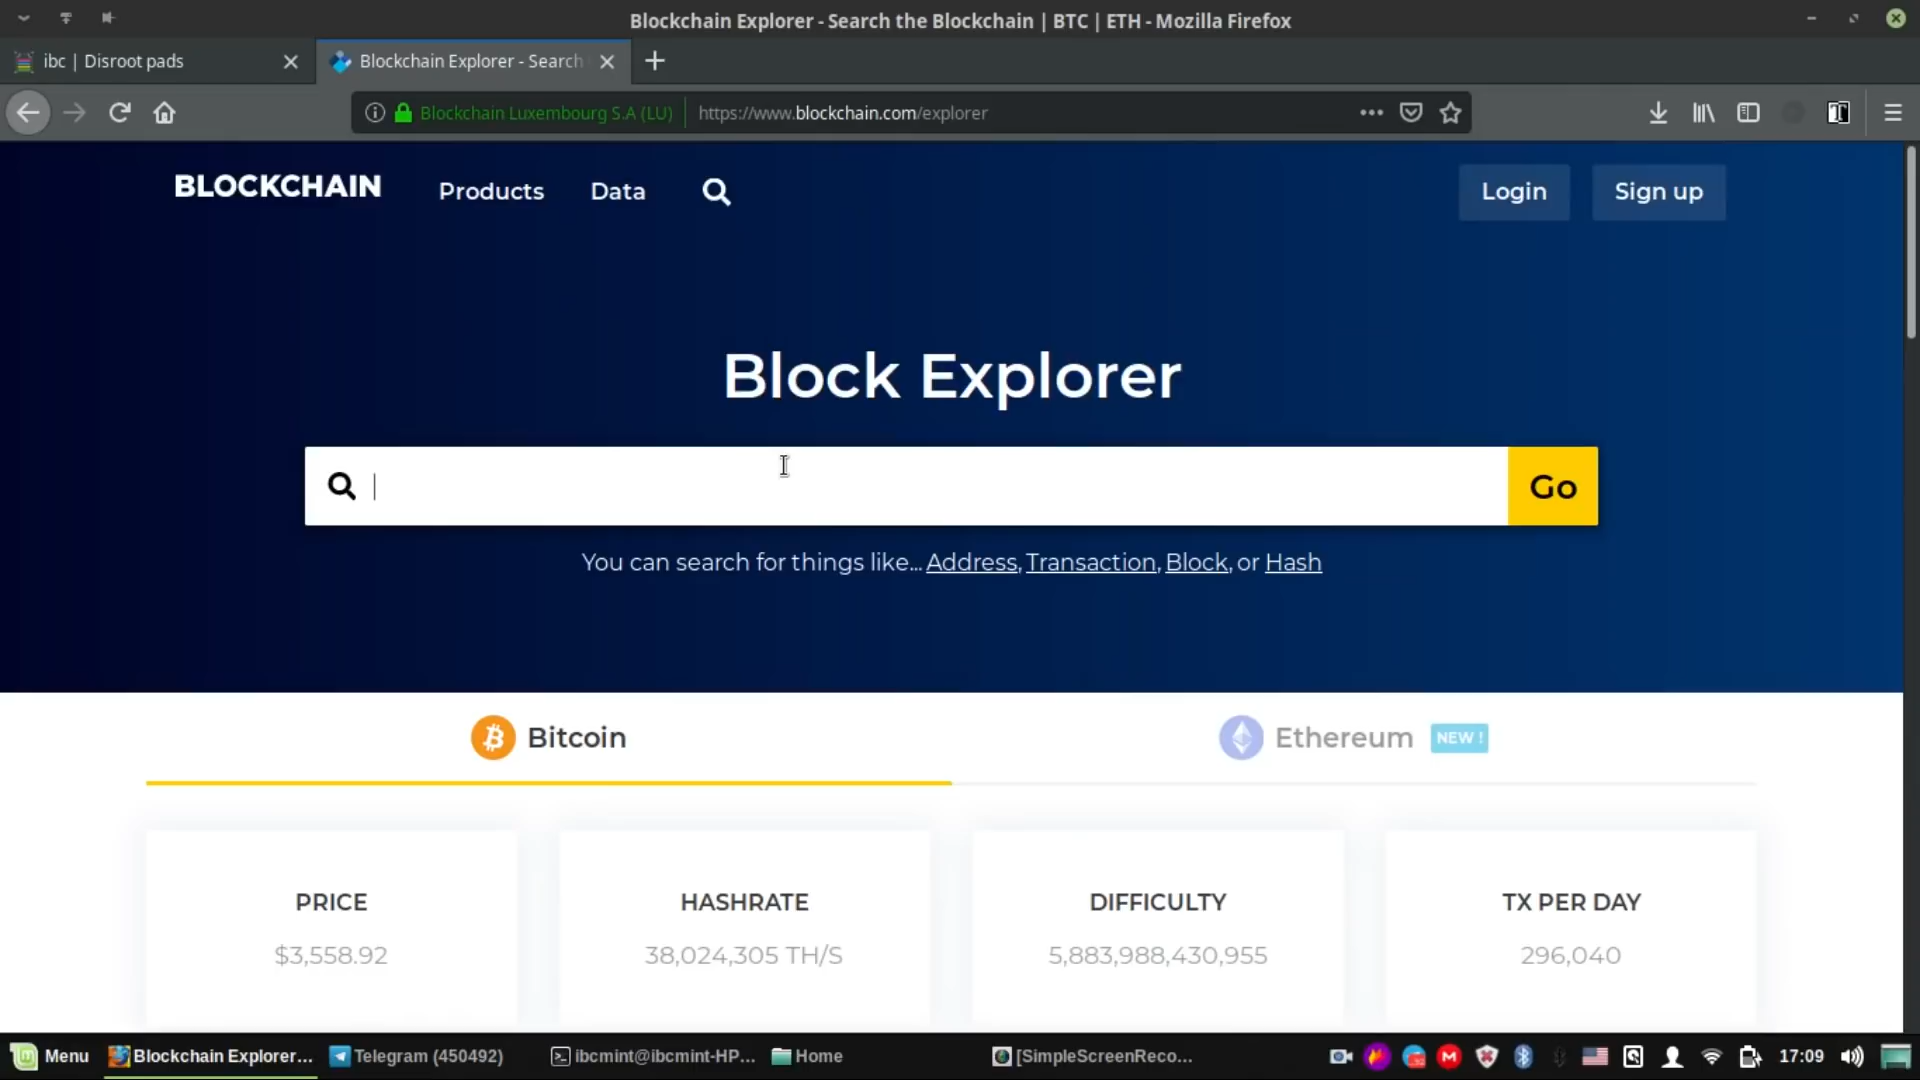 Blockchain Explorer - Search the Blockchain | BTC | ETH - Mozilla Firefox
ibc | Disroot pads
Blockchain Explorer - Search
Blockchain Luxembourg S.A (LU)
https://www.blockchain.com/explorer
BLOCKCHAIN
Products
Data
Login
Sign up
Block Explorer
Go
You can search for things like... Address, Transaction, Block, or Hash
Bitcoin
Ethereum
NEW !
PRICE
HASHRATE
DIFFICULTY
TX PER DAY
$3,558.92
38,024,305 TH/S
5,883,988,430,955
296,040
Menu
Blockchain Explorer...
Telegram (450492)
ibcmint@ibcmint-HP...
Home
[SimpleScreenReco...
17:09